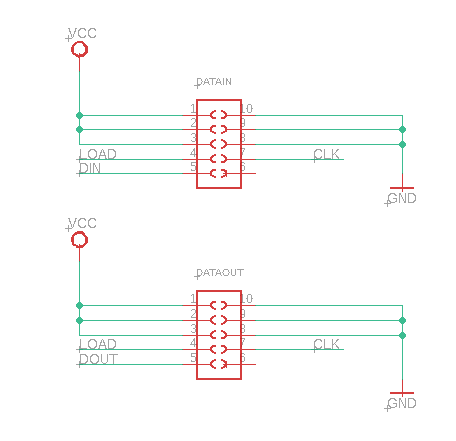 VCC
DATAIN
1 10
2 9
3 8
LOAD 4 7 CLK
DIN 5 6
GND
VCC
DATAOUT
1 10
2 9
3 8
LOAD 4 7 CLK
DOUT 5 6
GND